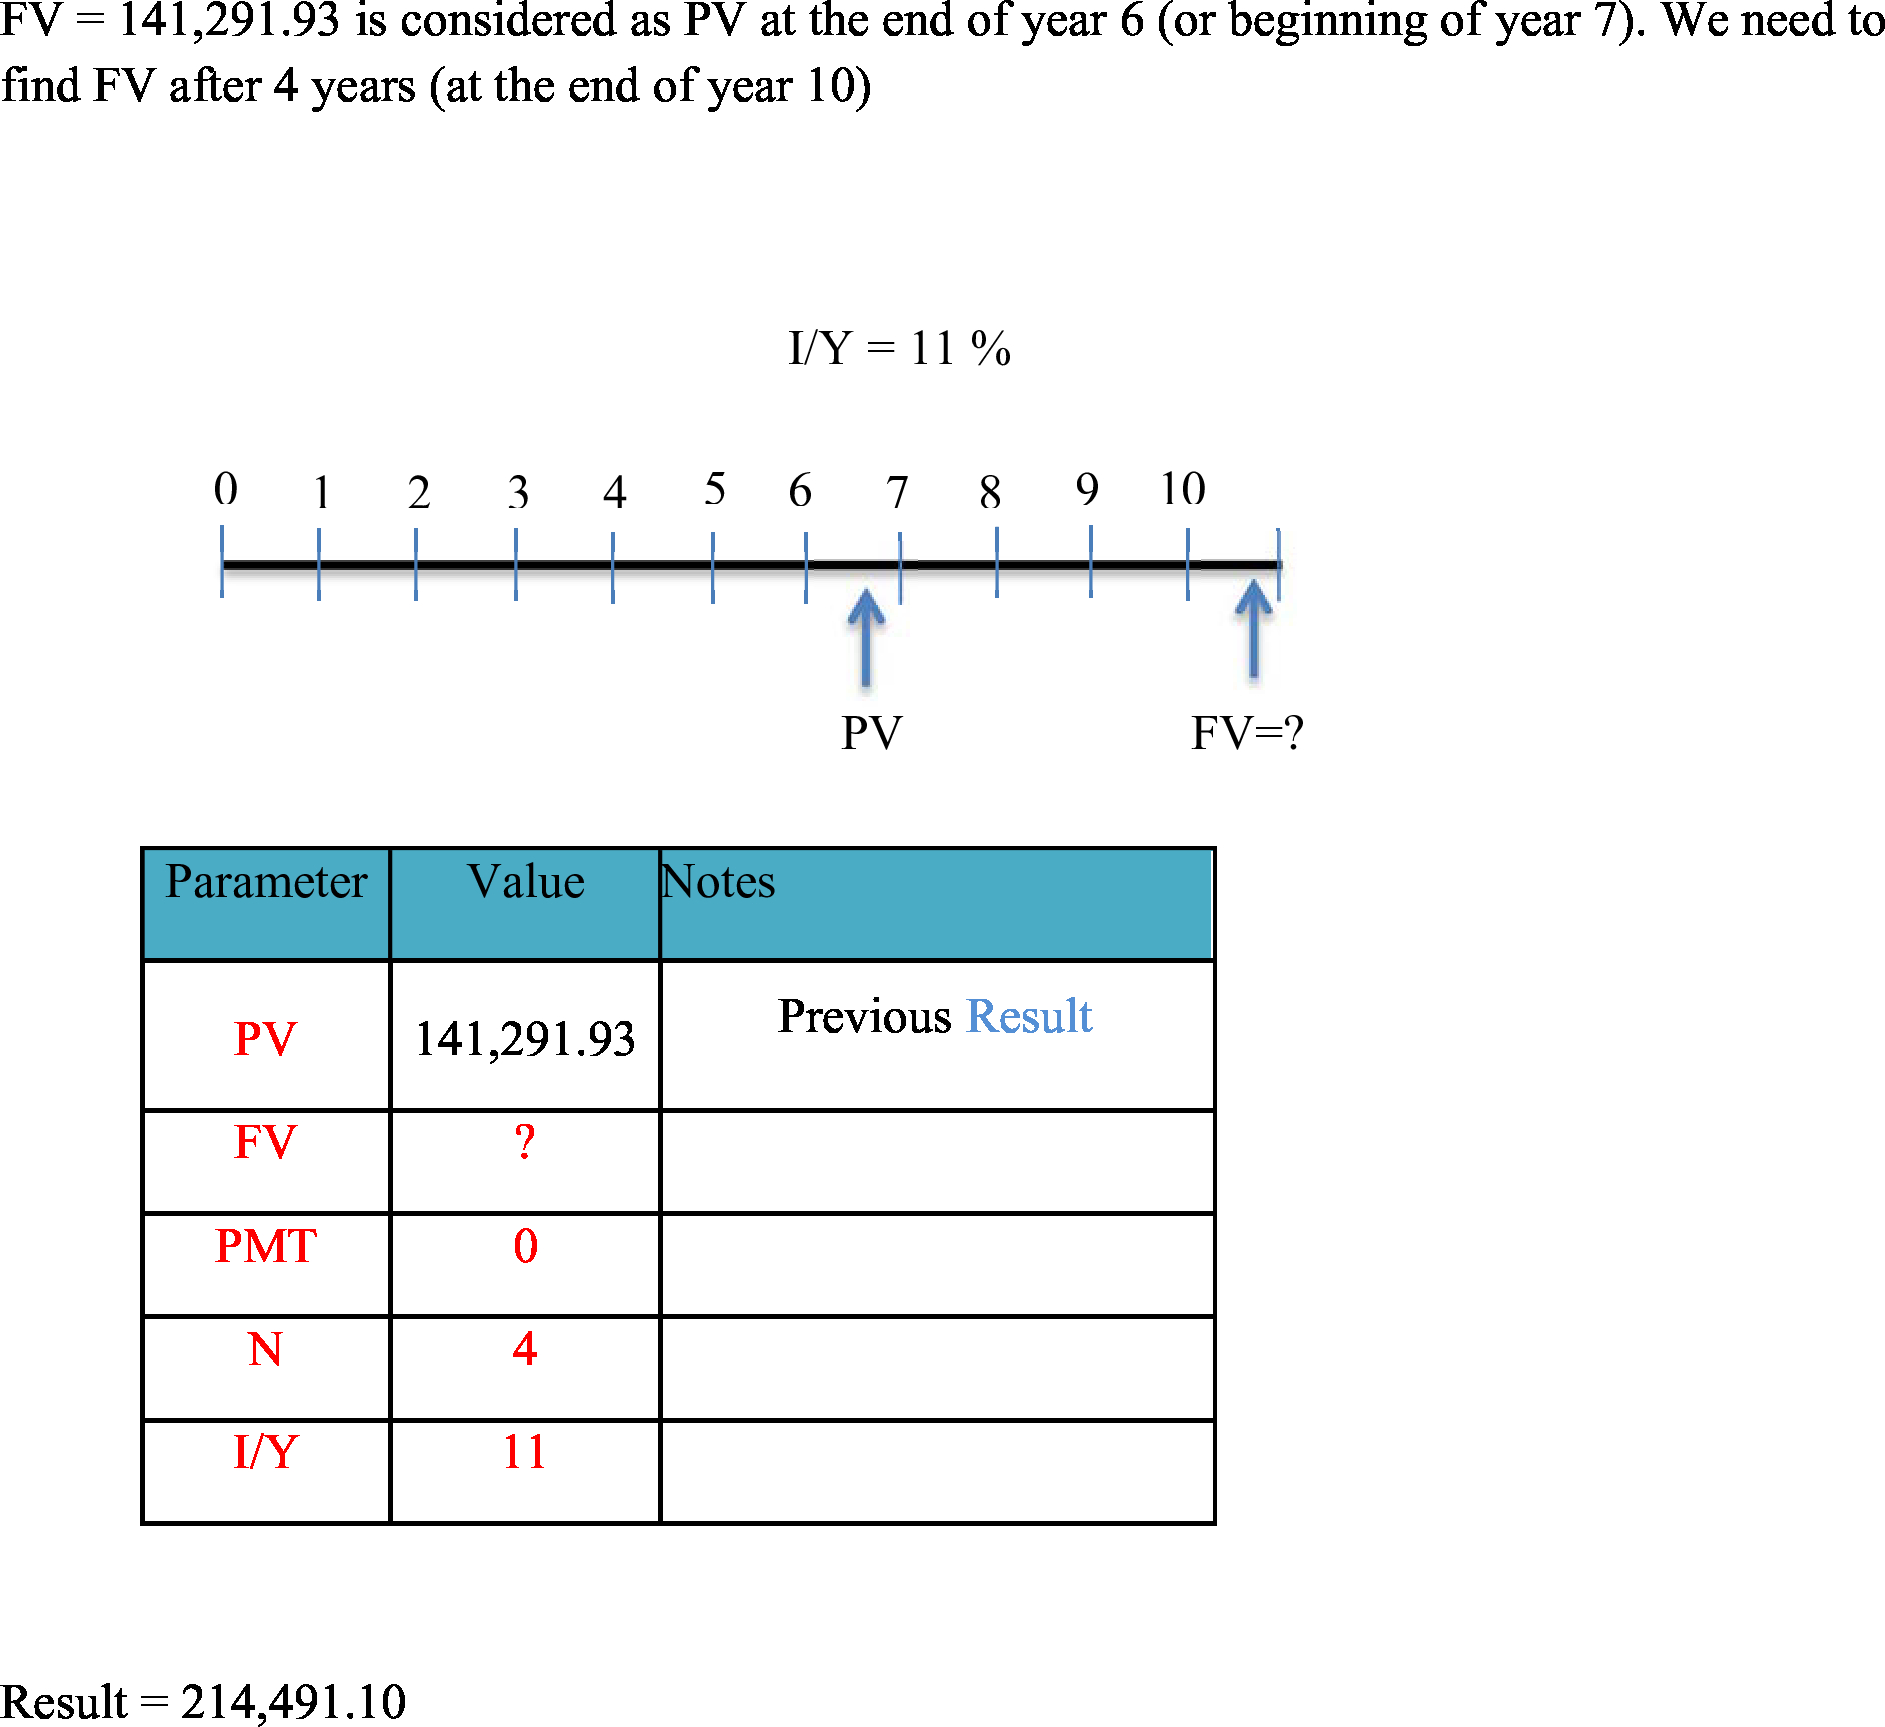 FV = 141,291.93 is considered as PV at the end of year 6 (or beginning of year 7). We need to
find FV after 4 years (at the end of year 10)
I/Y = 11 %
0 1 2 3 4 5 6 7 8 9 10
PV FV=?
Parameter Value Notes
PV 141,291.93 Previous Result
FV ?
PMT 0
N 4
I/Y 11
Result = 214,491.10